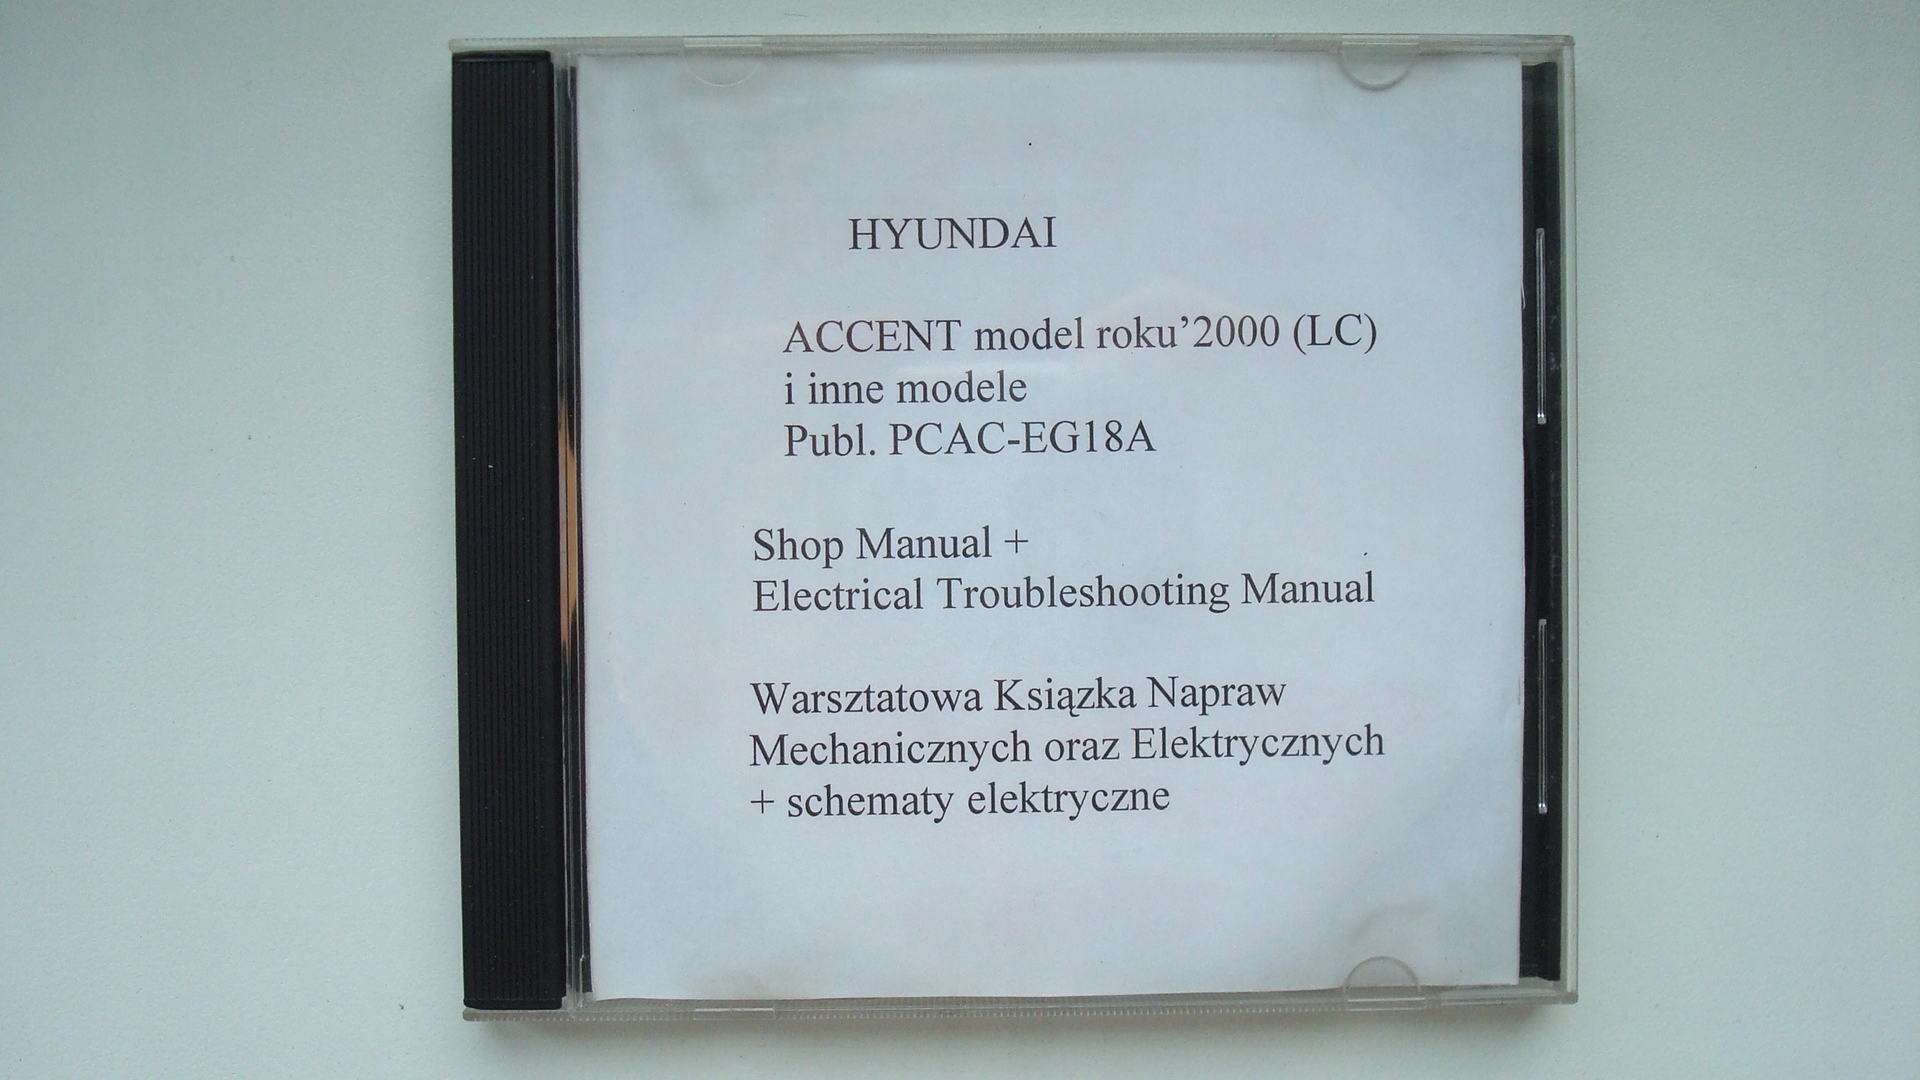 HYUNDAI
ACCENT model roku’2000 (LC)
i inne modele
Publ. PCAC-EG18A
Shop Manual +
Electrical Troubleshooting Manual
Warsztatowa Książka Napraw
Mechanicznych oraz Elektrycznych
+ schematy elektryczne